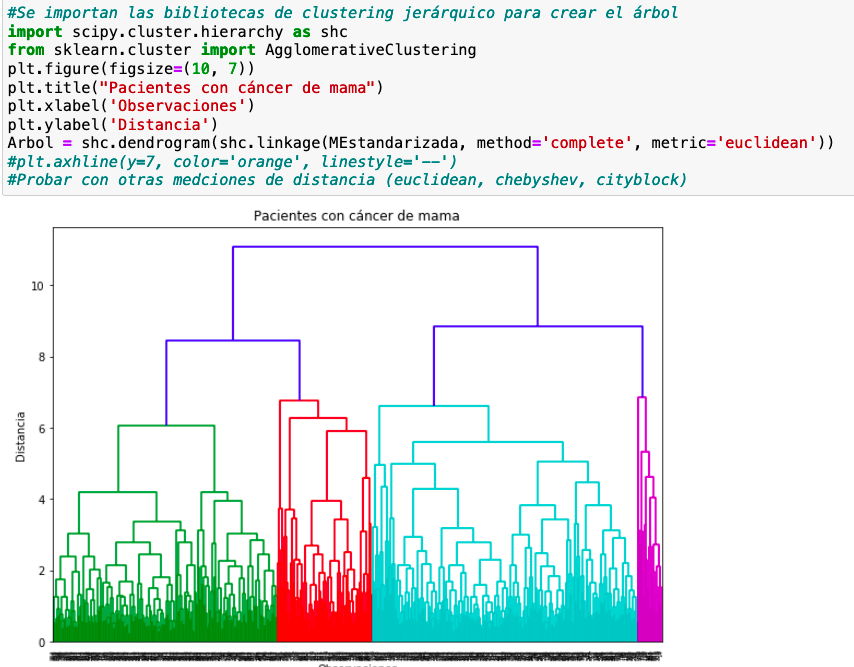 #Se importan las bibliotecas de clustering jerárquico para crear el árbol
import scipy.cluster.hierarchy as shc
from sklearn.cluster import AgglomerativeClustering
plt.figure(figsize=(10, 7))
plt.title("Pacientes con cáncer de mama")
plt.xlabel('Observaciones')
plt.ylabel('Distancia')
Arbol = shc.dendrogram(shc.linkage(MEstandarizada, method='complete', metric='euclidean'))
#plt.axhline(y=7, color='orange', linestyle='--')
#Probar con otras medciones de distancia (euclidean, chebyshev, cityblock)
Pacientes con cáncer de mama
10
8
6
4
2
0
Distancia
Observaciones